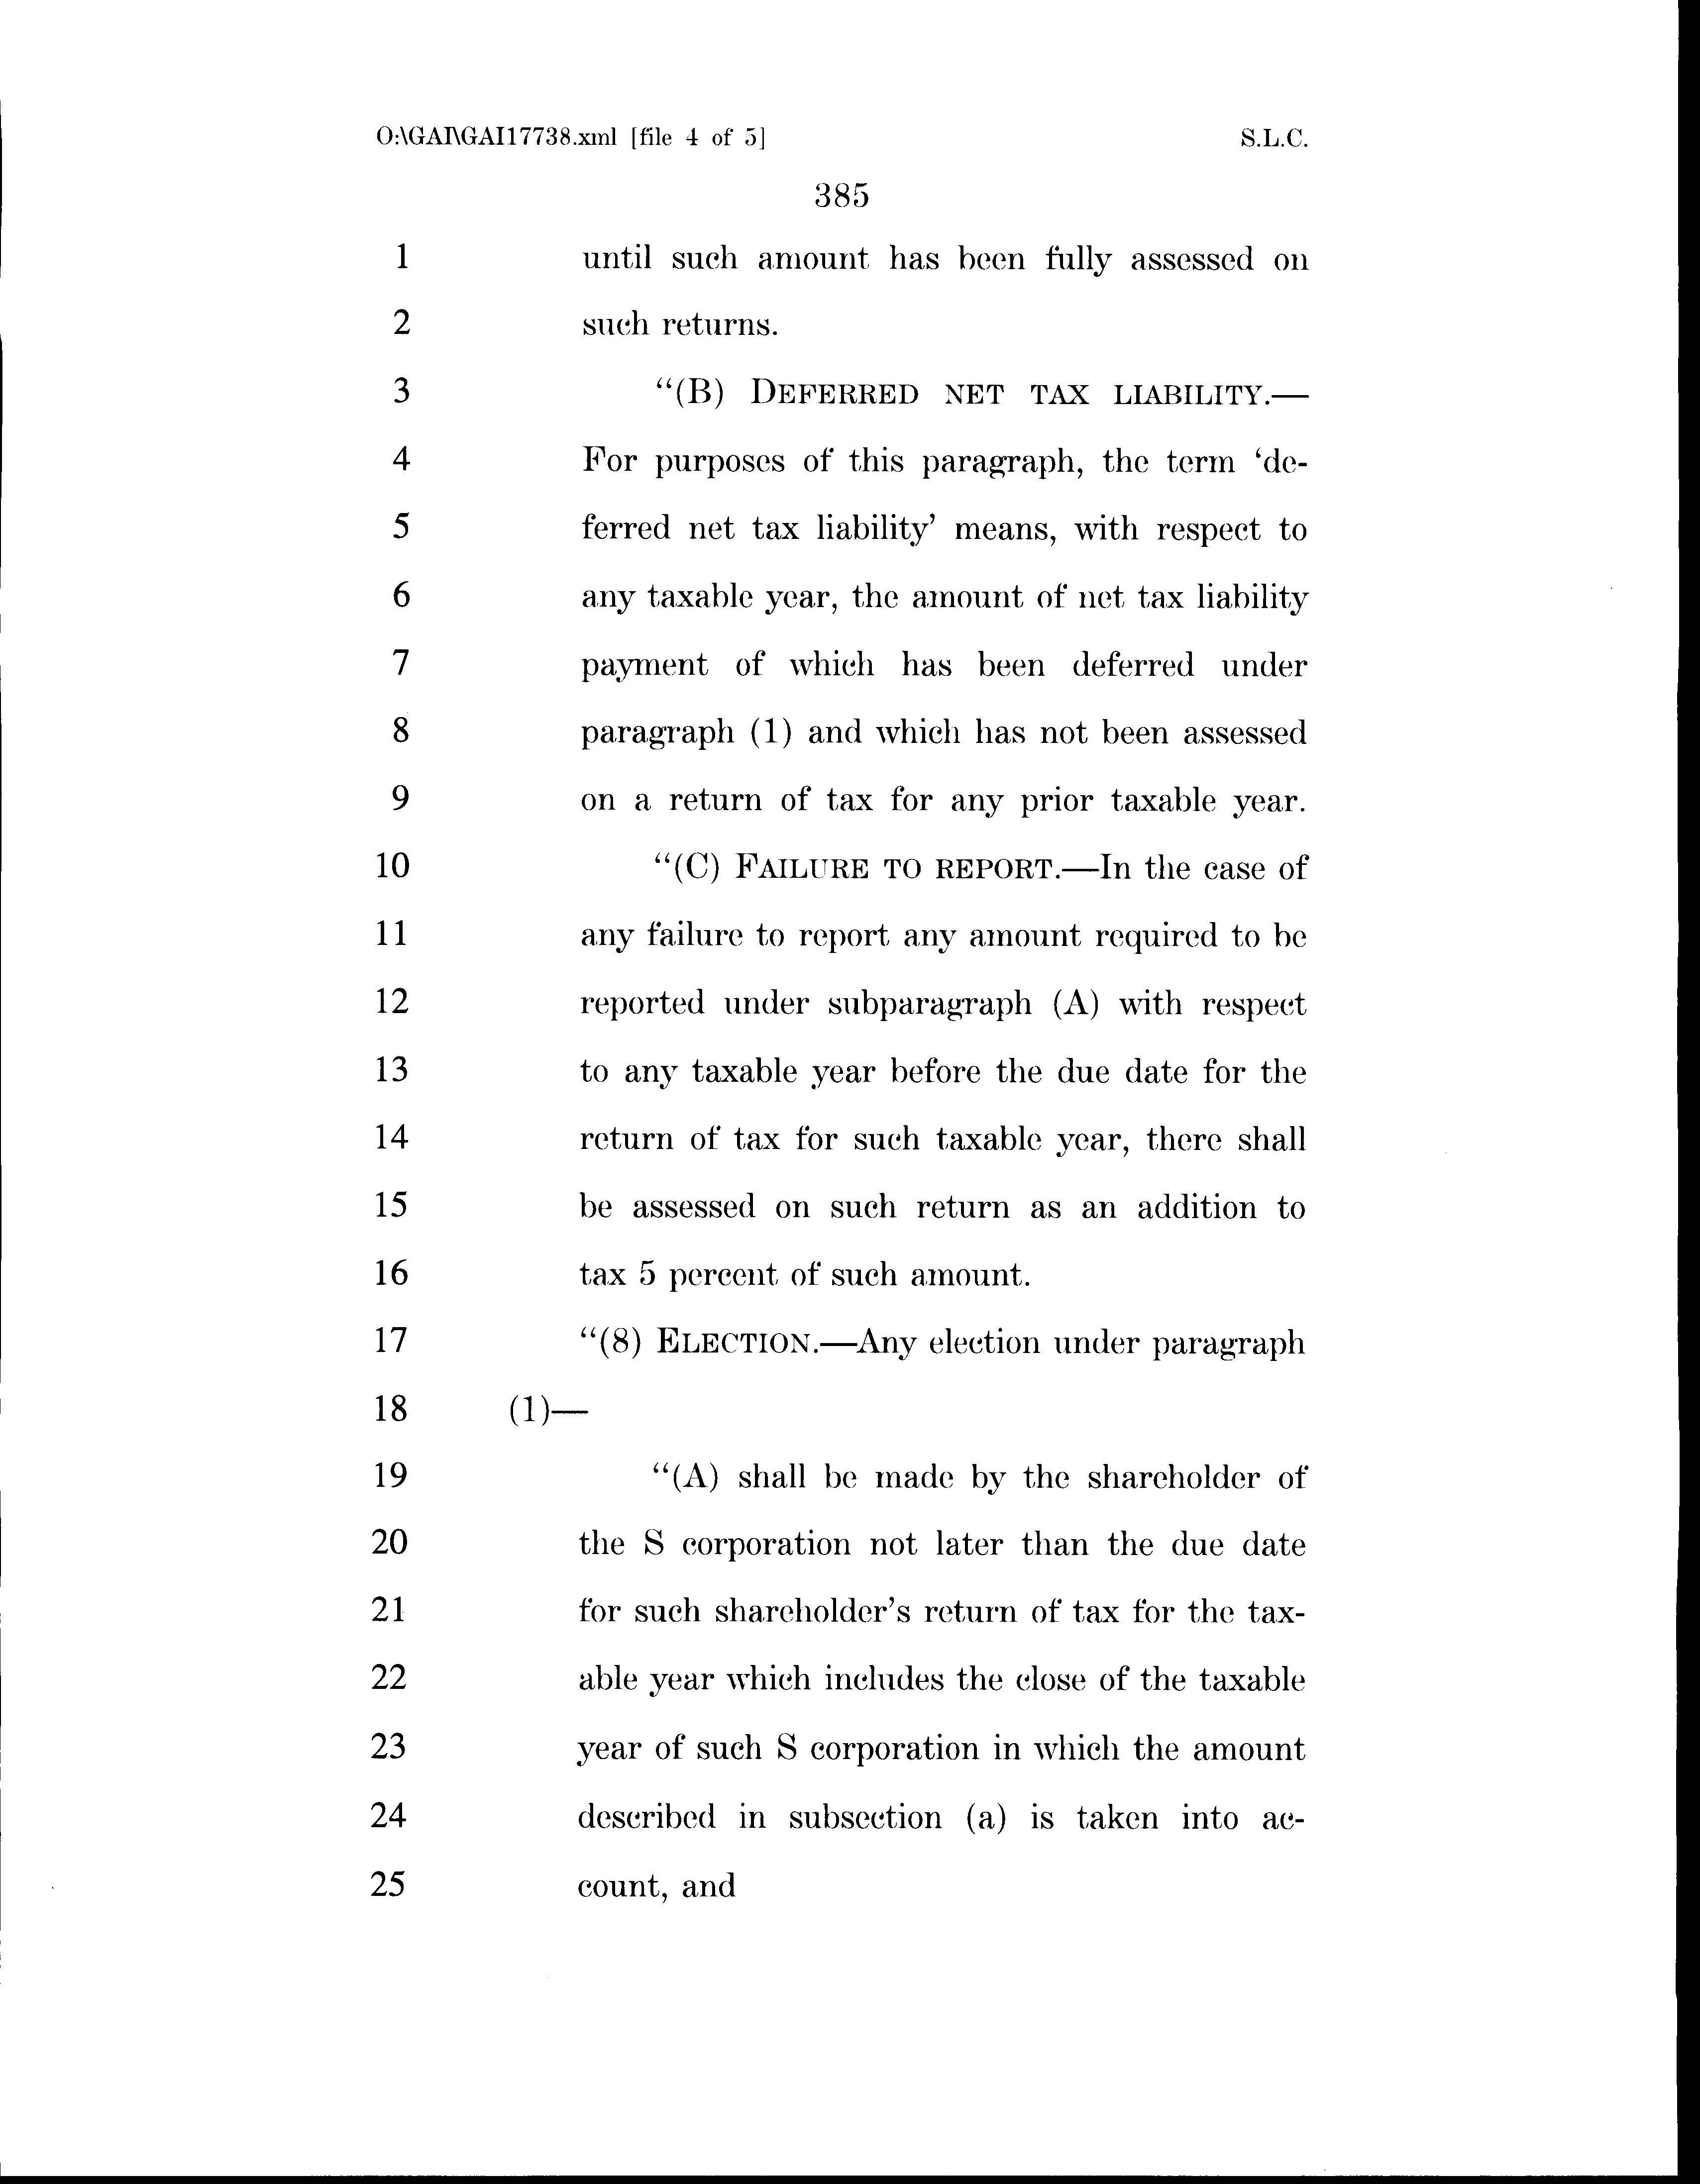 O:\GAI\GAI17738.xml [file 4 of 5] S.L.C.
385
1 until such amount has been fully assessed on
2 such returns.
3 “(B) DEFERRED NET TAX LIABILITY.—
4 For purposes of this paragraph, the term ‘de-
5 ferred net tax liability’ means, with respect to
6 any taxable year, the amount of net tax liability
7 payment of which has been deferred under
8 paragraph (1) and which has not been assessed
9 on a return of tax for any prior taxable year.
10 “(C) FAILURE TO REPORT.—In the case of
11 any failure to report any amount required to be
12 reported under subparagraph (A) with respect
13 to any taxable year before the due date for the
14 return of tax for such taxable year, there shall
15 be assessed on such return as an addition to
16 tax 5 percent of such amount.
17 “(8) ELECTION.—Any election under paragraph
18 (1)—
19 “(A) shall be made by the shareholder of
20 the S corporation not later than the due date
21 for such shareholder’s return of tax for the tax-
22 able year which includes the close of the taxable
23 year of such S corporation in which the amount
24 described in subsection (a) is taken into ac-
25 count, and